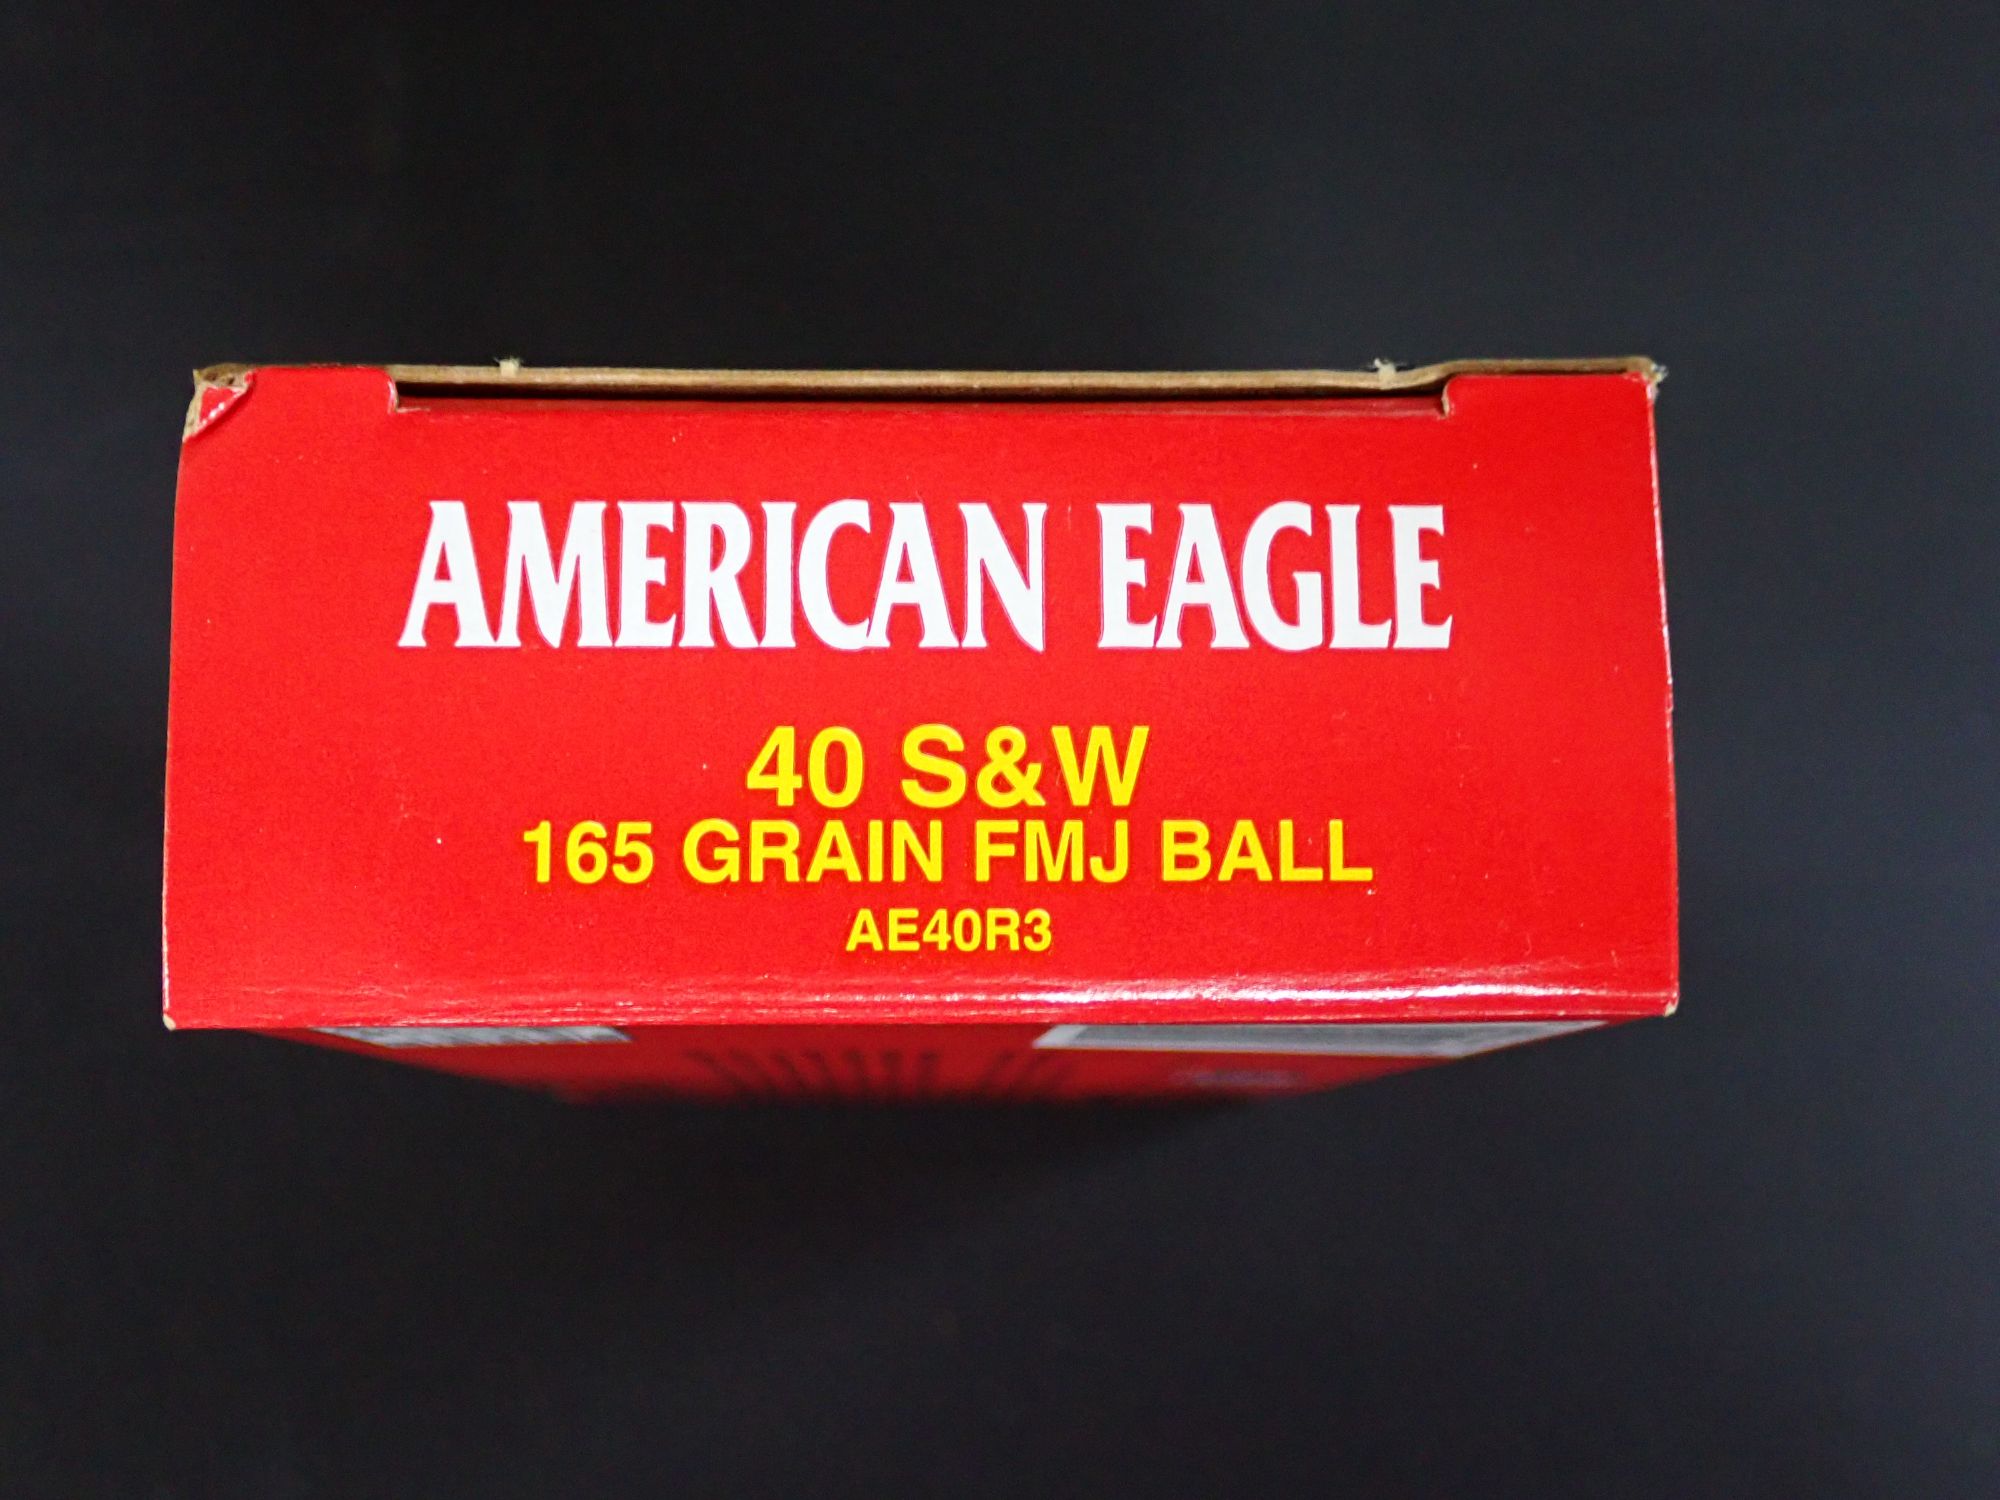 AMERICAN EAGLE
40 S&W
165 GRAIN FMJ BALL
AE40R3